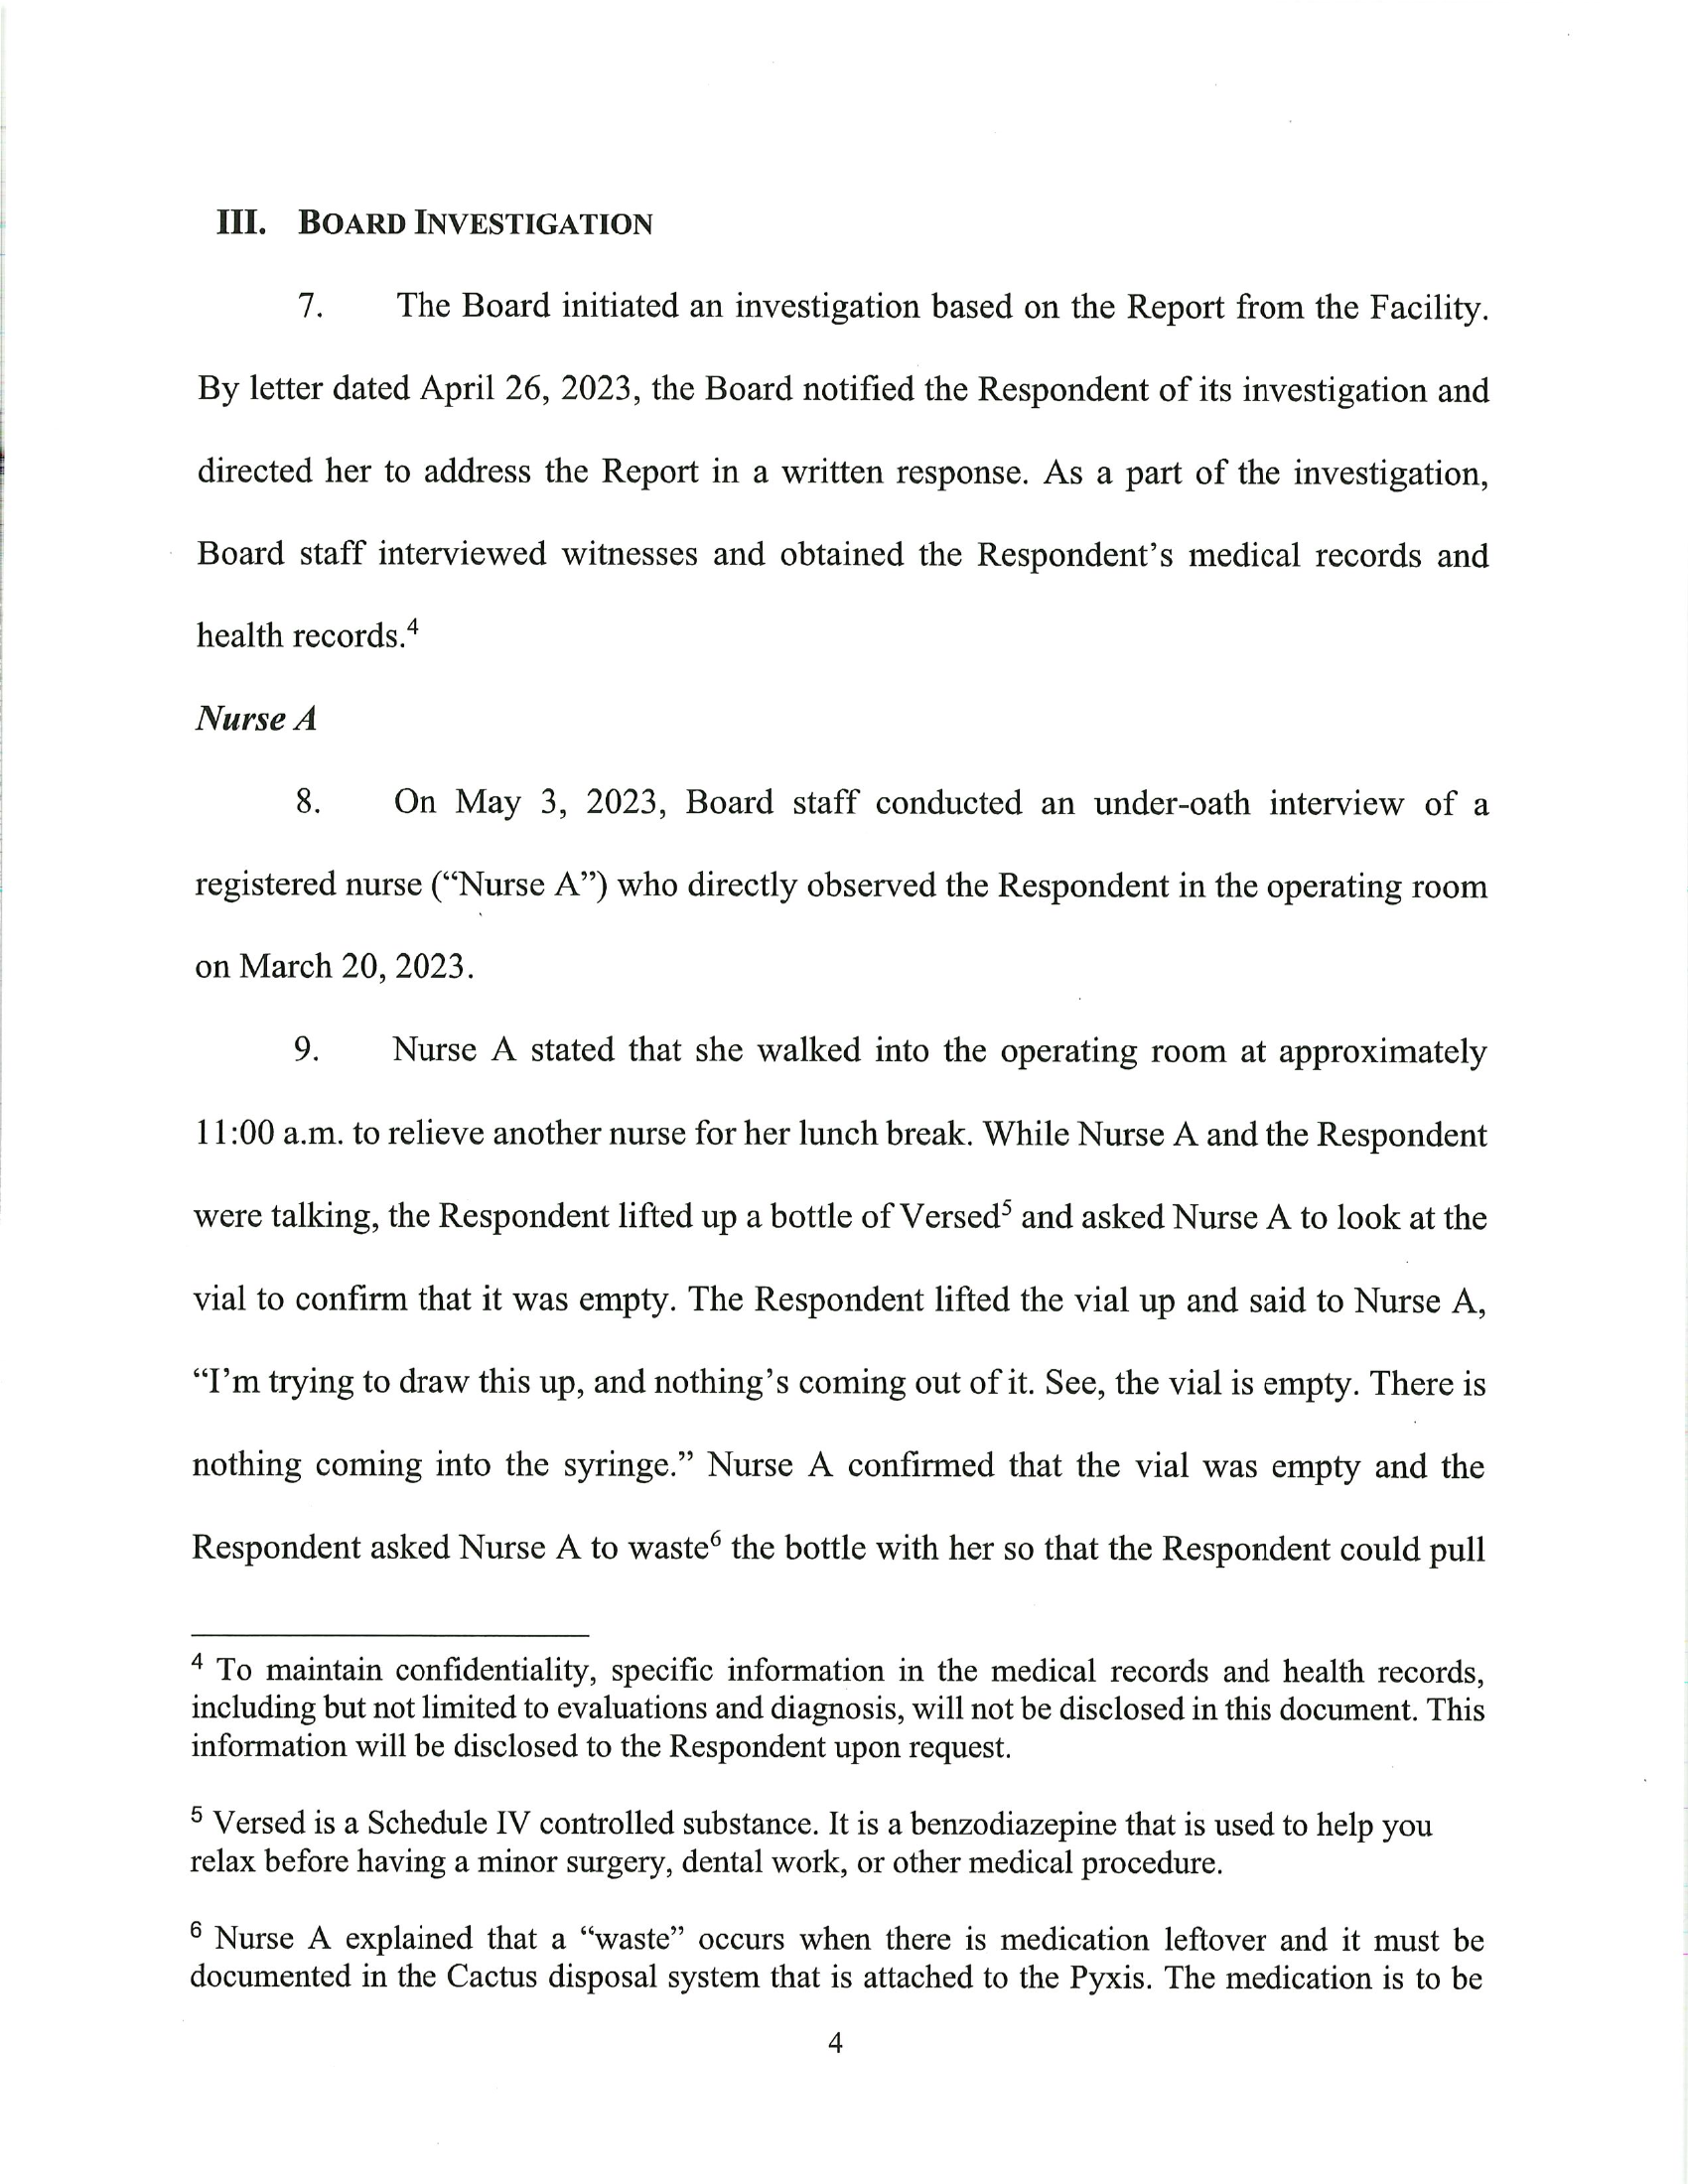 III. BOARD INVESTIGATION
7. The Board initiated an investigation based on the Report from the Facility.
By letter dated April 26, 2023, the Board notified the Respondent of its investigation and
directed her to address the Report in a written response. As a part of the investigation,
Board staff interviewed witnesses and obtained the Respondent’s medical records and
health records.4
Nurse A
8. On May 3, 2023, Board staff conducted an under-oath interview of a
registered nurse (“Nurse A”) who directly observed the Respondent in the operating room
on March 20, 2023.
9. Nurse A stated that she walked into the operating room at approximately
11:00 a.m. to relieve another nurse for her lunch break. While Nurse A and the Respondent
were talking, the Respondent lifted up a bottle of Versed5 and asked Nurse A to look at the
vial to confirm that it was empty. The Respondent lifted the vial up and said to Nurse A,
“I’m trying to draw this up, and nothing’s coming out of it. See, the vial is empty. There is
nothing coming into the syringe.” Nurse A confirmed that the vial was empty and the
Respondent asked Nurse A to waste6 the bottle with her so that the Respondent could pull
4 To maintain confidentiality, specific information in the medical records and health records,
including but not limited to evaluations and diagnosis, will not be disclosed in this document. This
information will be disclosed to the Respondent upon request.
5 Versed is a Schedule IV controlled substance. It is a benzodiazepine that is used to help you
relax before having a minor surgery, dental work, or other medical procedure.
6 Nurse A explained that a “waste” occurs when there is medication leftover and it must be
documented in the Cactus disposal system that is attached to the Pyxis. The medication is to be
4